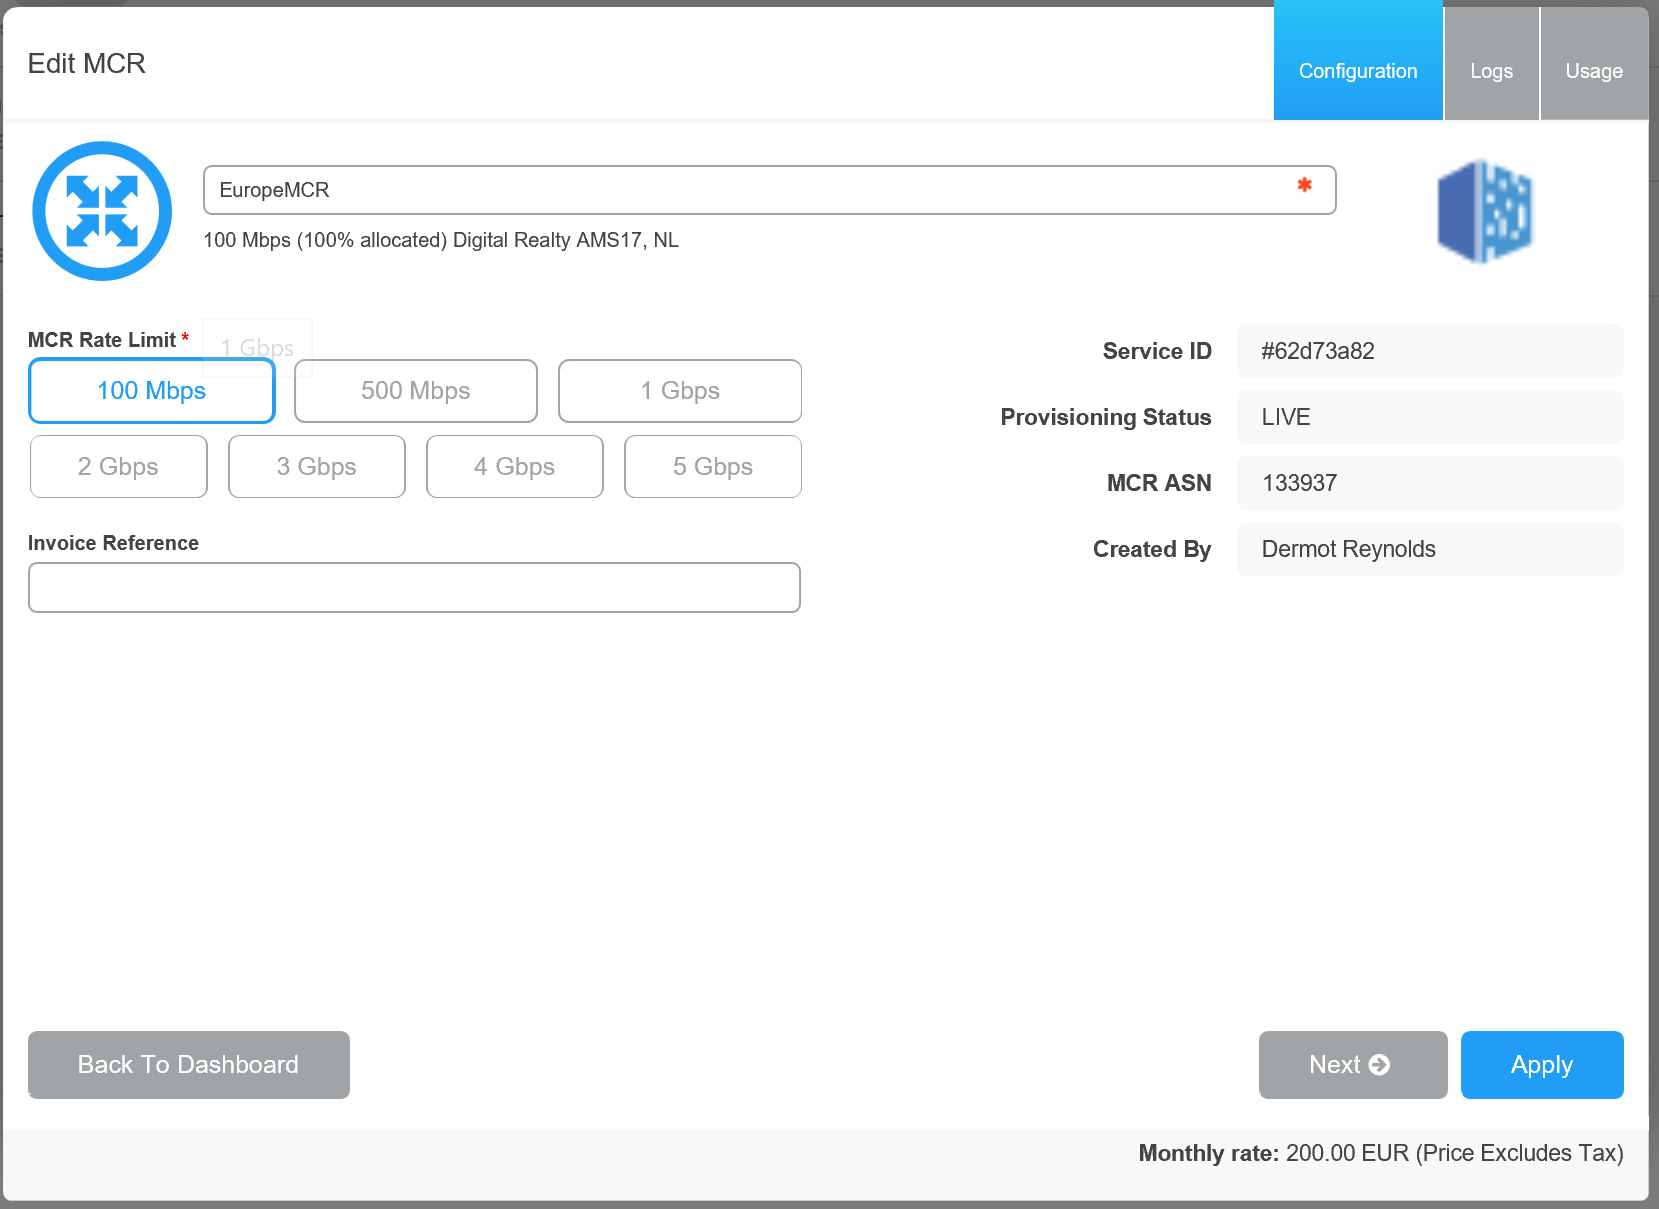 Edit MCR
Configuration
Logs
Usage
EuropeMCR *
100 Mbps (100% allocated) Digital Realty AMS17, NL
MCR Rate Limit *
1 Gbps
100 Mbps
500 Mbps
1 Gbps
2 Gbps
3 Gbps
4 Gbps
5 Gbps
Invoice Reference
Service ID #62d73a82
Provisioning Status LIVE
MCR ASN 133937
Created By Dermot Reynolds
Back To Dashboard
Next
Apply
Monthly rate: 200.00 EUR (Price Excludes Tax)